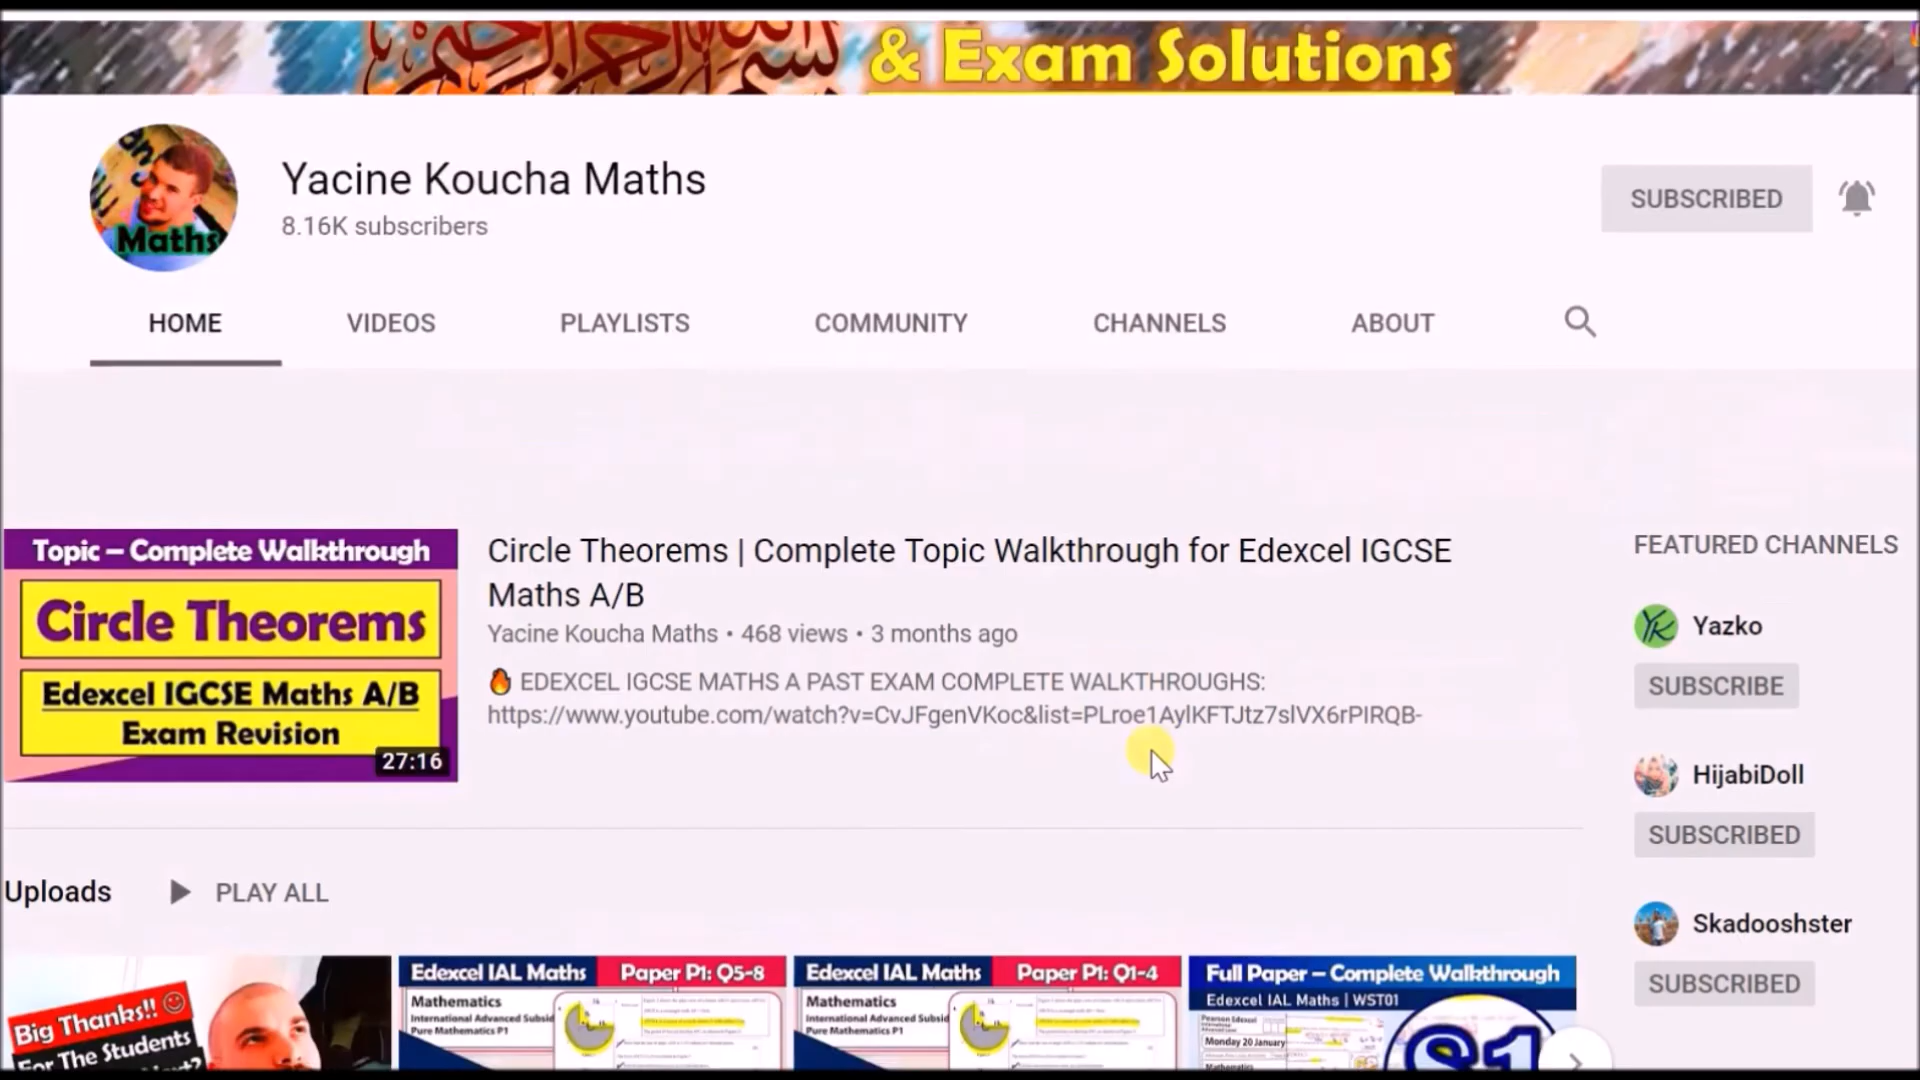 & Exam Solutions
Maths
Yacine Koucha Maths
8.16K subscribers
SUBSCRIBED
HOME
VIDEOS
PLAYLISTS
COMMUNITY
CHANNELS
ABOUT
Topic – Complete Walkthrough
Circle Theorems
Edexcel IGCSE Maths A/B
Exam Revision
27:16
Circle Theorems | Complete Topic Walkthrough for Edexcel IGCSE
Maths A/B
Yacine Koucha Maths • 468 views • 3 months ago
🔥 EDEXCEL IGCSE MATHS A PAST EXAM COMPLETE WALKTHROUGHS:
https://www.youtube.com/watch?v=CvJFgenVKoc&list=PLroe1AylKFTJtz7slVX6rPIRQB-
FEATURED CHANNELS
YK
Yazko
SUBSCRIBE
HijabiDoll
SUBSCRIBED
Skadooshster
SUBSCRIBED
Uploads
PLAY ALL
Big Thanks!!
For The Students
Edexcel IAL Maths
Paper P1: Q5-8
Mathematics
International Advanced Subsid
Pure Mathematics P1
Edexcel IAL Maths
Paper P1: Q1-4
Mathematics
International Advanced Subsid
Pure Mathematics P1
Full Paper – Complete Walkthrough
Edexcel IAL Maths | WST01
Pearson Edexcel
Monday 20 January
Mathematics
S1